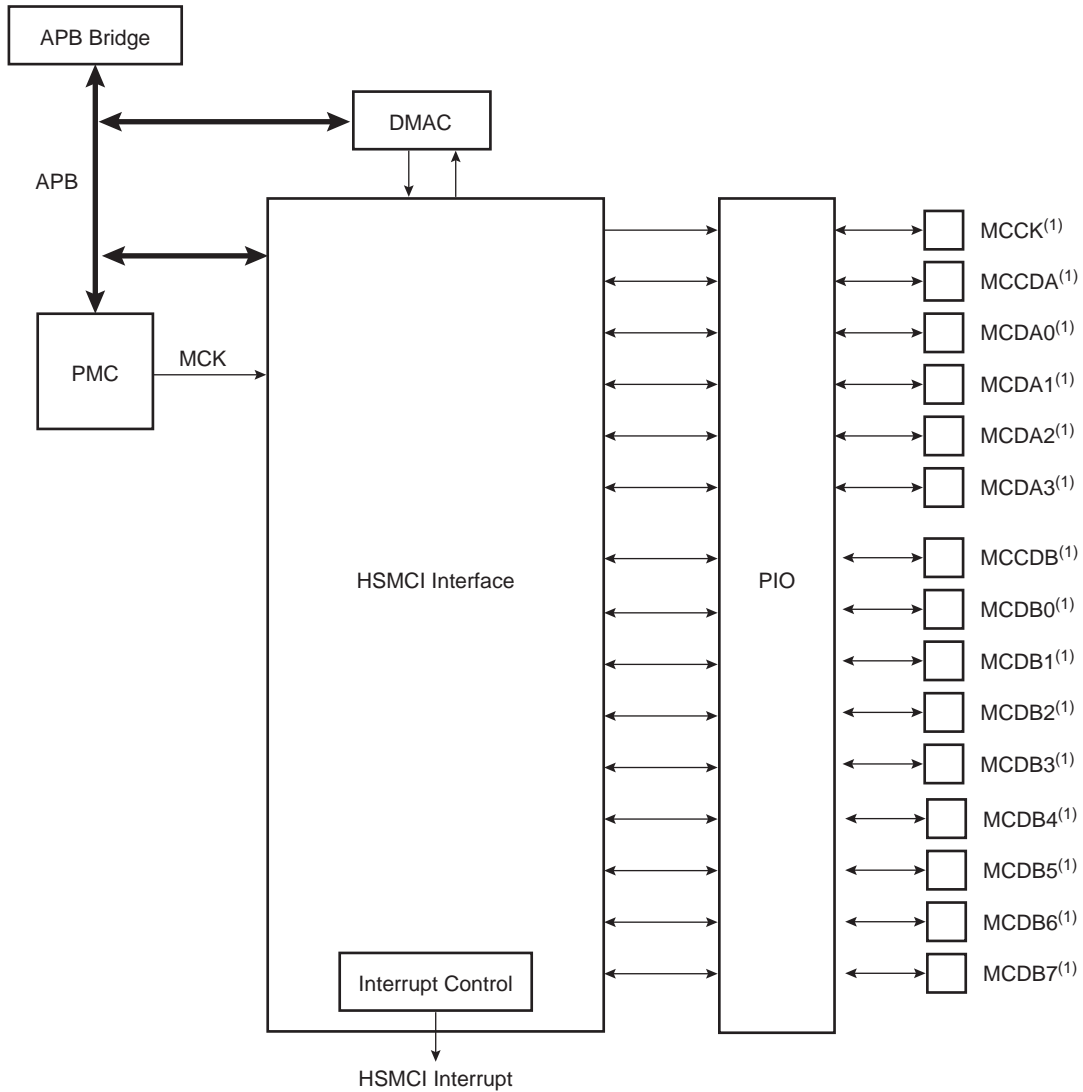 APB Bridge
DMAC
APB
MCCK(1)
MCCDA(1)
MCDA0(1)
PMC
MCK
MCDA1(1)
MCDA2(1)
MCDA3(1)
HSMCI Interface
PIO
MCCDB(1)
MCDB0(1)
MCDB1(1)
MCDB2(1)
MCDB3(1)
MCDB4(1)
MCDB5(1)
MCDB6(1)
MCDB7(1)
Interrupt Control
HSMCI Interrupt